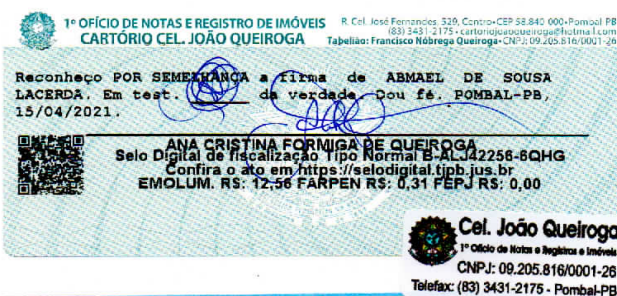 1º OFÍCIO DE NOTAS E REGISTRO DE IMÓVEIS
CARTÓRIO CEL. JOÃO QUEIROGA
R. Cel. José Fernandes, 529, Centro•CEP 58.840 000•Pombal PB
(83) 3431-2175 • cartoriojoaoqueiroga@hotmail.com
Tabelião: Francisco Nóbrega Queiroga•CNPJ: 09.205.816/0001-26
Reconheço POR SEMELHANÇA a firma de ABMAEL DE SOUSA
LACERDA. Em test. da verdade. Dou fé. POMBAL-PB,
15/04/2021.
ANA CRISTINA FORMIGA DE QUEIROGA
Selo Digital de fiscalização Tipo Normal B-ALJ42256-6QHG
Confira o ato em https://selodigital.tjpb.jus.br
EMOLUM. R$: 12,56 FARPEN R$: 0,31 FEPJ R$: 0,00
Cel. João Queiroga
1º Ofício de Notas e Registros e Imóveis
CNPJ: 09.205.816/0001-26
Telefax: (83) 3431-2175 - Pombal-PB